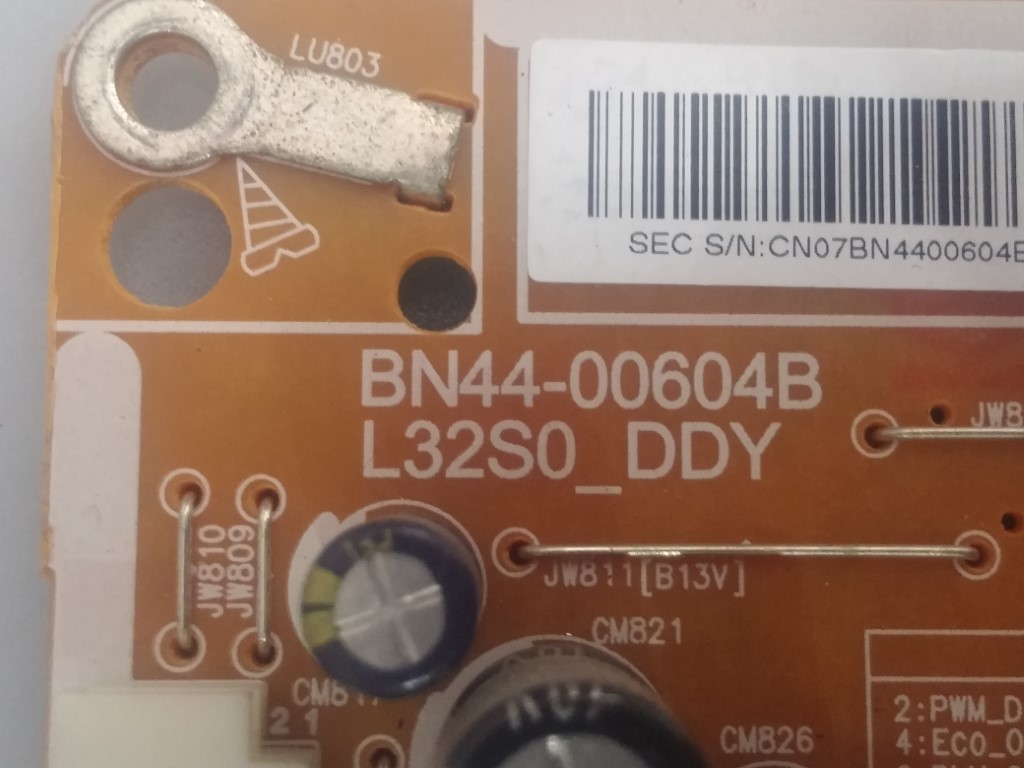 LU803
SEC S/N:CN07BN4400604B
BN44-00604B
L32S0_DDY
JW8
JW810
JW809
JW811[B13V]
CM821
CM817
2 1
CM826
2:PWM_D
4:ECO_O